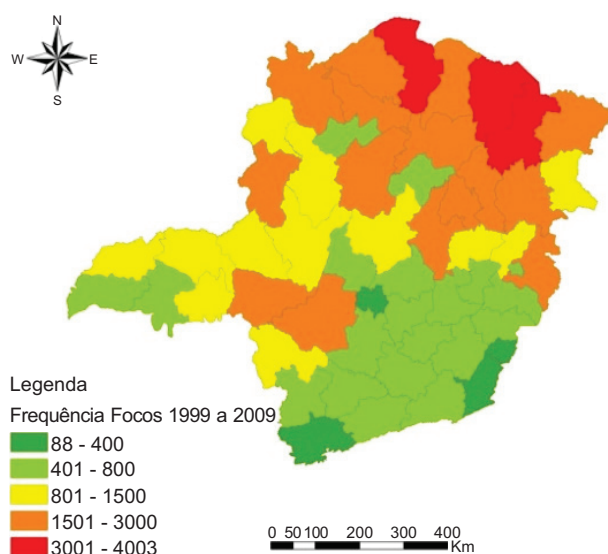 N
W E
S
Legenda
Frequência Focos 1999 a 2009
88 - 400
401 - 800
801 - 1500
1501 - 3000
3001 - 4003
0 50 100 200 300 400
Km